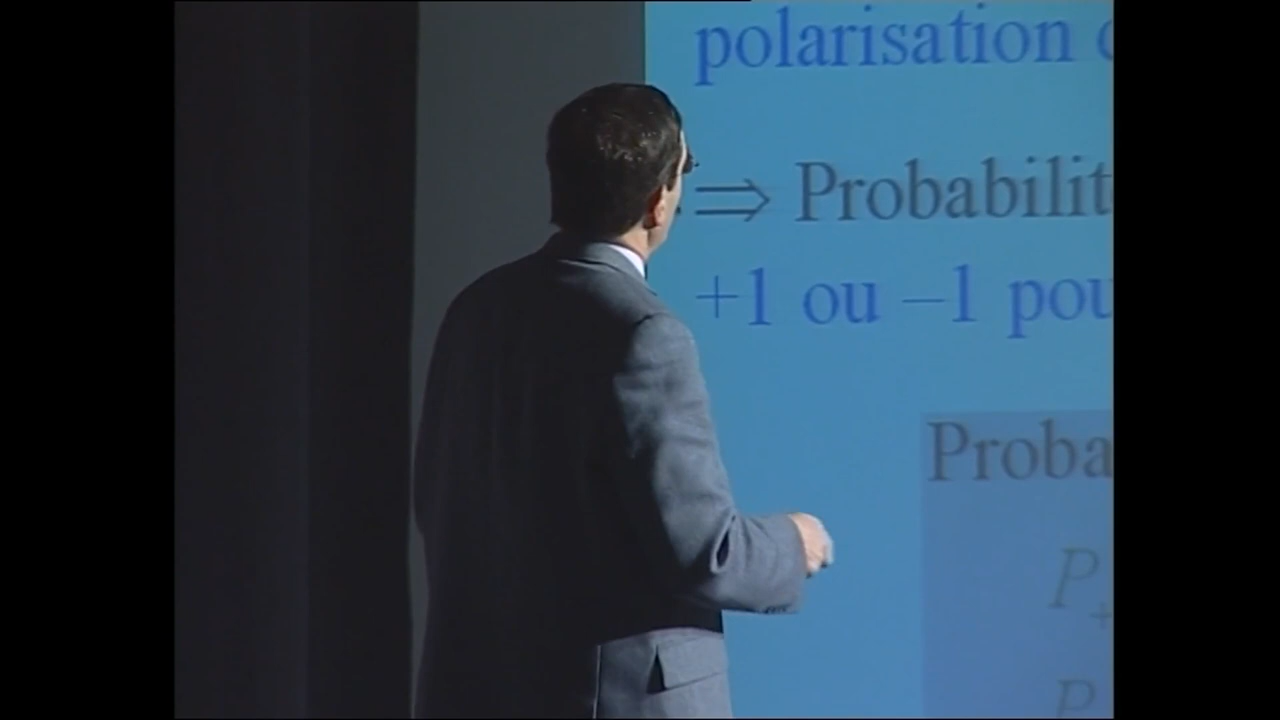 polarisation
⇒ Probabilit
+1 ou –1 pou
Proba
P+
P